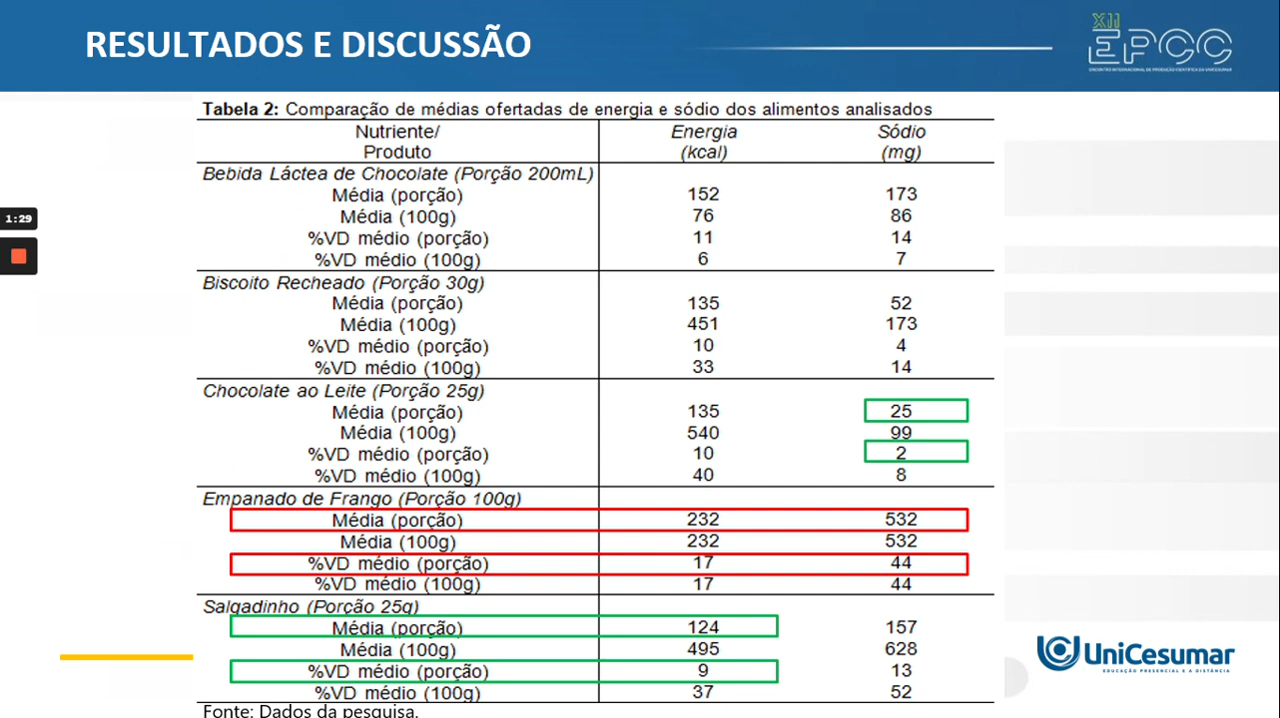 RESULTADOS E DISCUSSÃO
XII
EPCC
ENCONTRO INTERNACIONAL DE PRODUÇÃO CIENTÍFICA DA UNICESUMAR
Tabela 2: Comparação de médias ofertadas de energia e sódio dos alimentos analisados
Nutriente/ Energia Sódio
Produto (kcal) (mg)
Bebida Láctea de Chocolate (Porção 200mL)
Média (porção) 152 173
1:29
Média (100g) 76 86
%VD médio (porção) 11 14
%VD médio (100g) 6 7
Biscoito Recheado (Porção 30g)
Média (porção) 135 52
Média (100g) 451 173
%VD médio (porção) 10 4
%VD médio (100g) 33 14
Chocolate ao Leite (Porção 25g)
Média (porção) 135 25
Média (100g) 540 99
%VD médio (porção) 10 2
%VD médio (100g) 40 8
Empanado de Frango (Porção 100g)
Média (porção) 232 532
Média (100g) 232 532
%VD médio (porção) 17 44
%VD médio (100g) 17 44
Salgadinho (Porção 25g)
Média (porção) 124 157
Média (100g) 495 628
%VD médio (porção) 9 13
%VD médio (100g) 37 52
Fonte: Dados da pesquisa.
UniCesumar
EDUCAÇÃO PRESENCIAL E A DISTÂNCIA